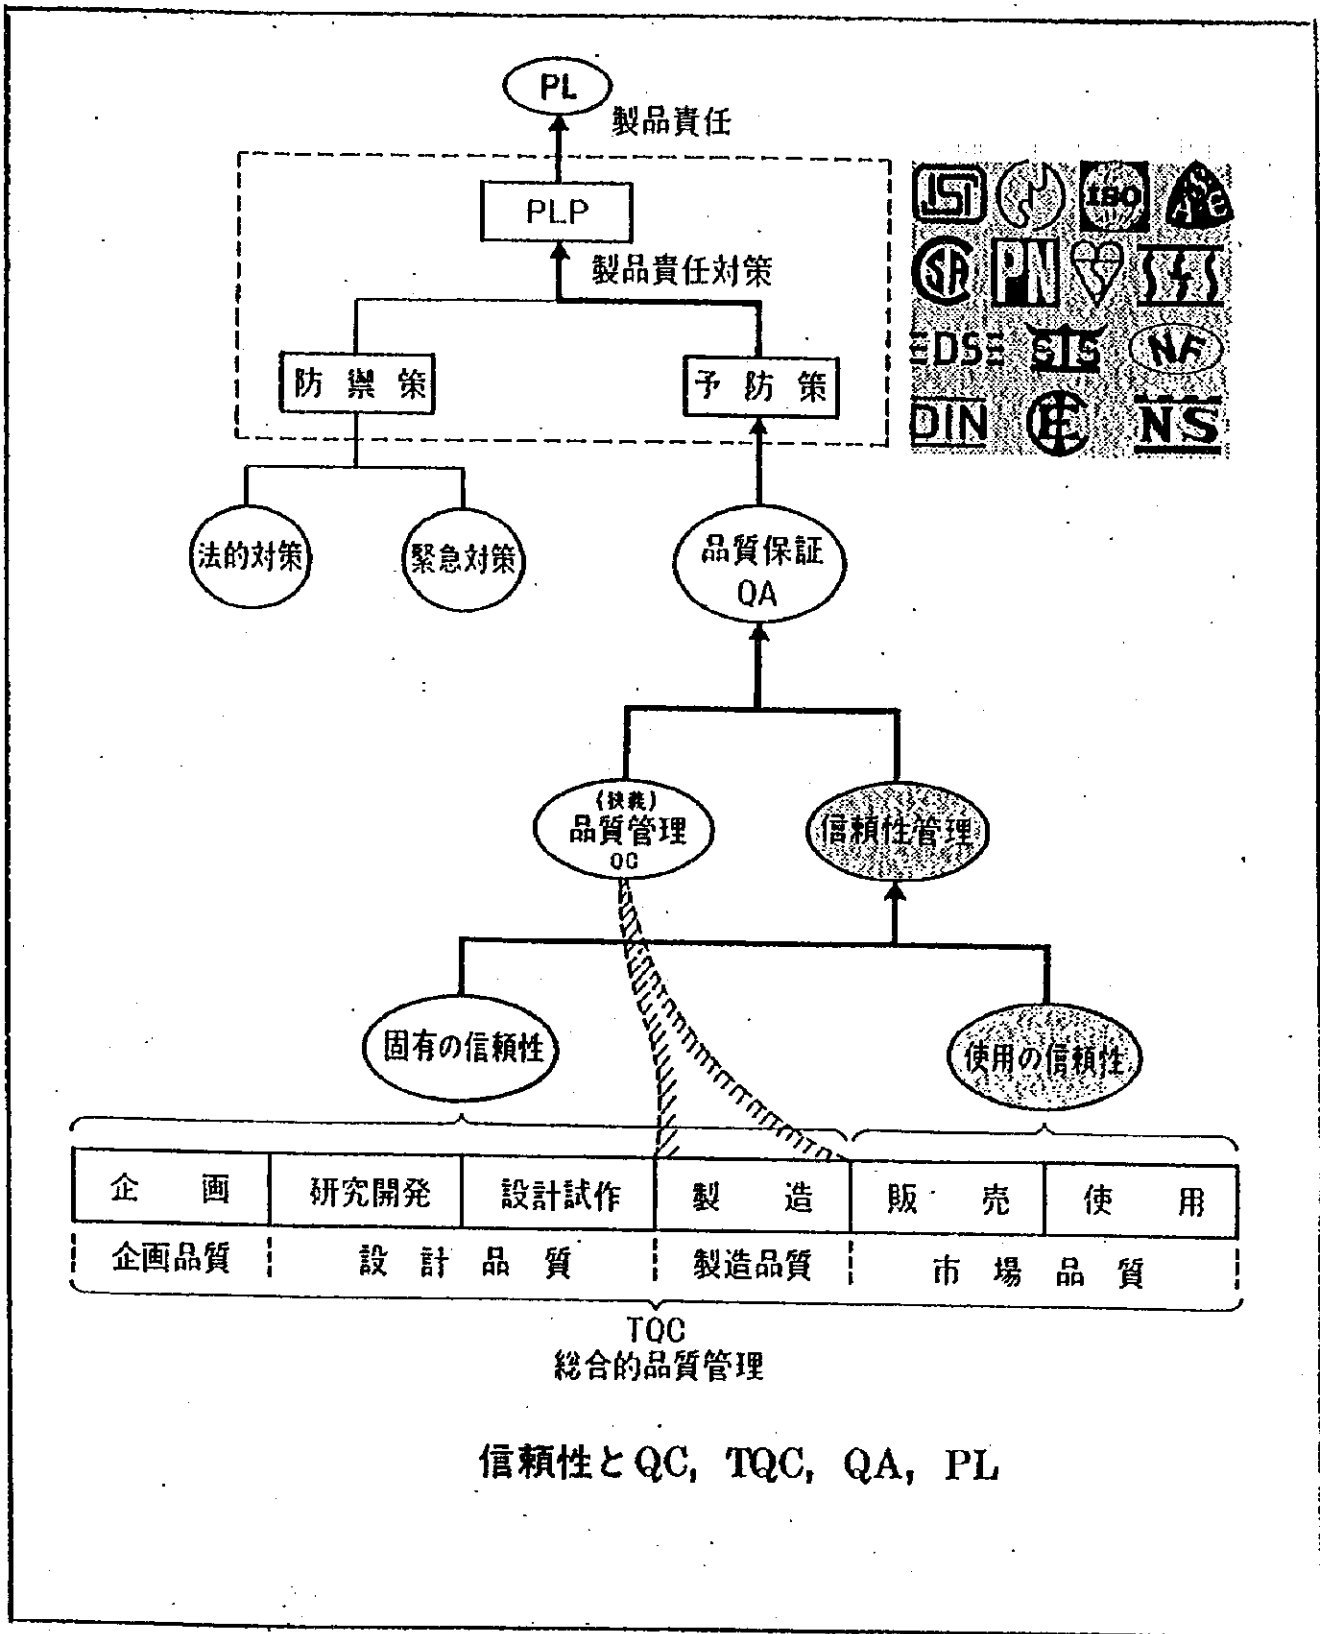 PL
製品責任
PLP
製品責任対策
防禦策
予防策
JSI
ISO
CSA
PN
DS
SIS
NF
DIN
NS
法的対策
緊急対策
品質保証
QA
(狭義)
品質管理
QC
信頼性管理
固有の信頼性
使用の信頼性
企画
研究開発
設計試作
製造
販売
使用
企画品質
設計品質
製造品質
市場品質
TQC
総合的品質管理
信頼性とQC, TQC, QA, PL